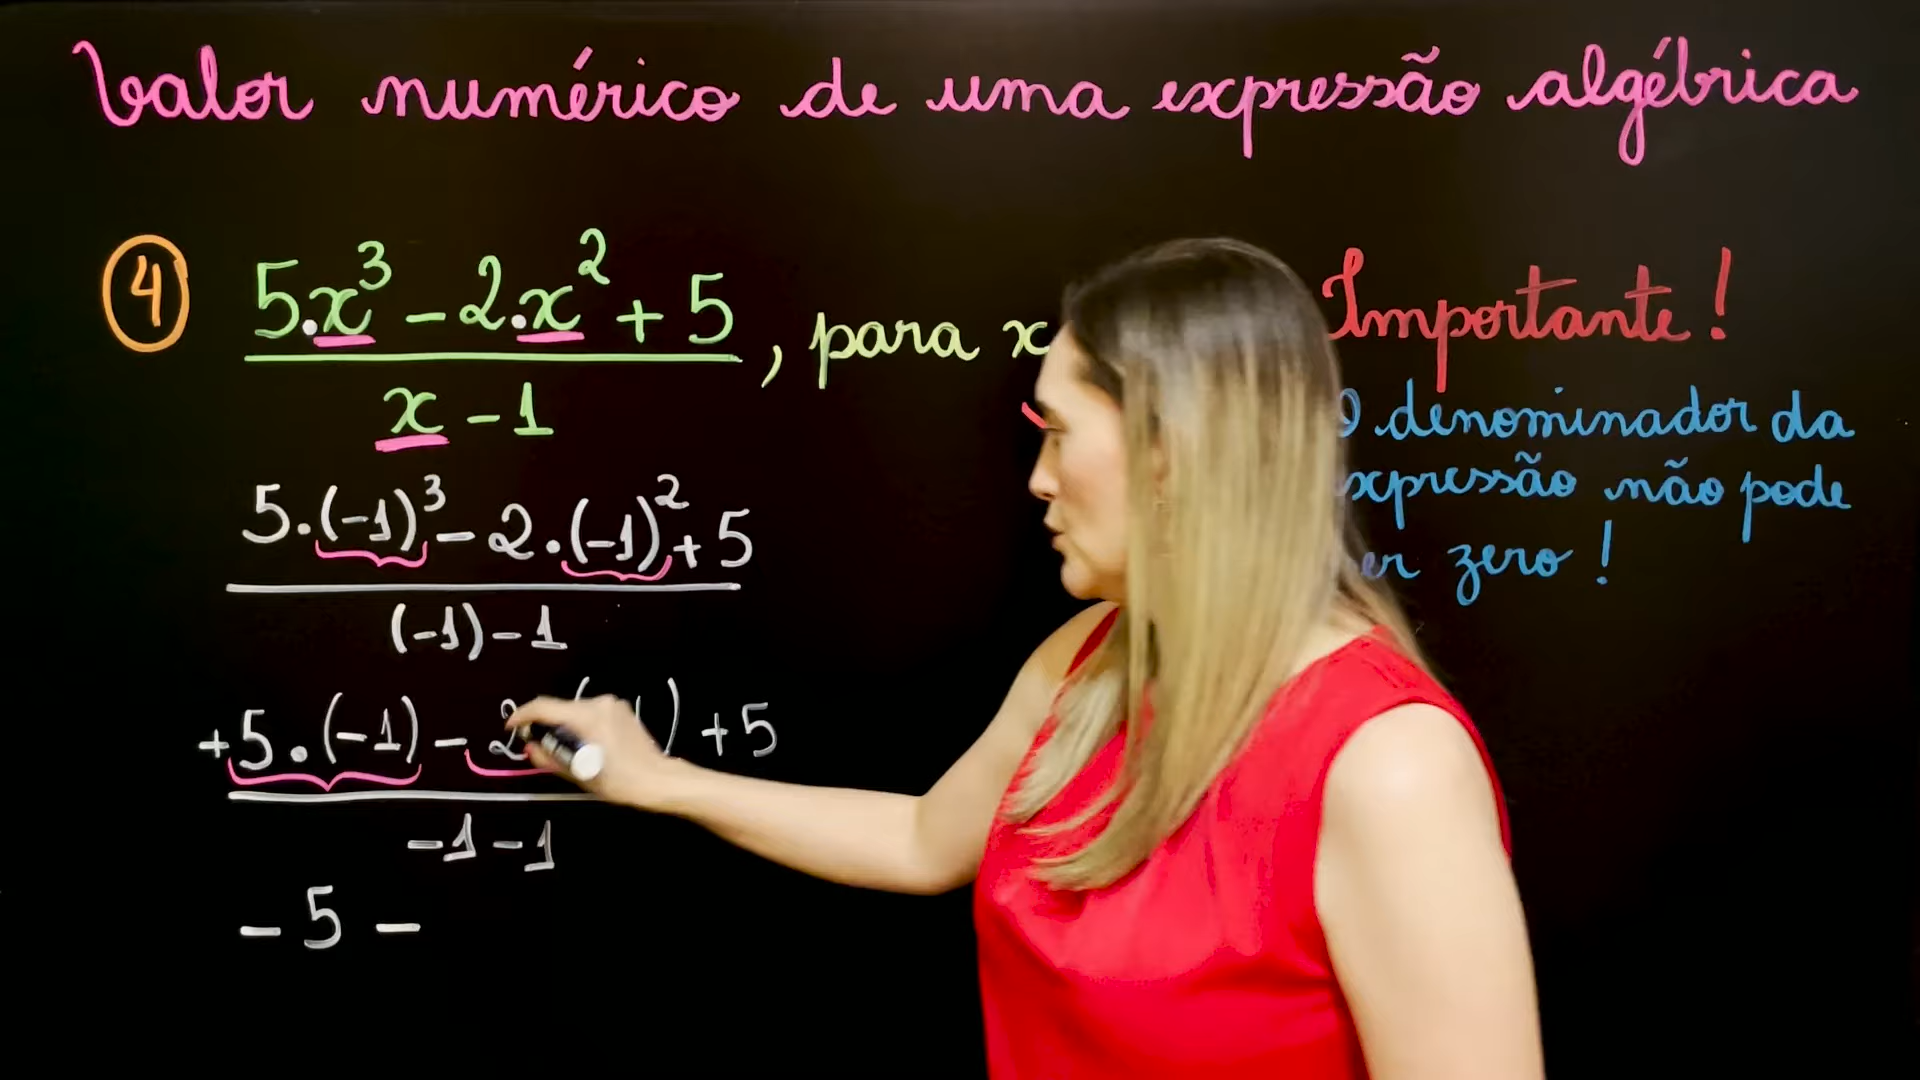 Valor numérico de uma expressão algébrica
④ 5.x³ - 2.x² + 5
x - 1
, para x
Importante!
O denominador da
xpressão não pode
er zero!
5.(-1)³ - 2.(-1)² + 5
(-1) - 1
+5.(-1) - 2 ) + 5
-1 - 1
- 5 -